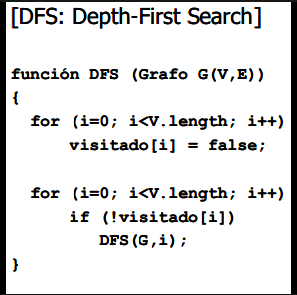 [DFS: Depth-First Search]
función DFS (Grafo G(V,E))
{
for (i=0; i<V.length; i++)
visitado[i] = false;
for (i=0; i<V.length; i++)
if (!visitado[i])
DFS(G,i);
}